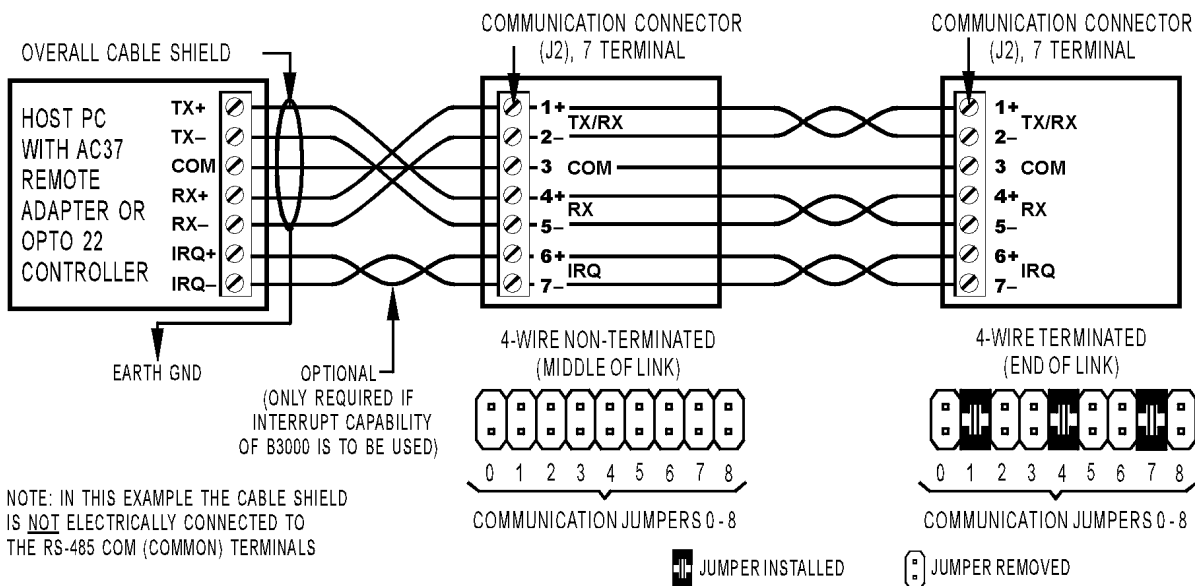 OVERALL CABLE SHIELD
COMMUNICATION CONNECTOR
(J2), 7 TERMINAL
COMMUNICATION CONNECTOR
(J2), 7 TERMINAL
HOST PC
WITH AC37
REMOTE
ADAPTER OR
OPTO 22
CONTROLLER
TX+
TX–
COM
RX+
RX–
IRQ+
IRQ–
1+
TX/RX
2–
3 COM
4+
RX
5–
6+
IRQ
7–
1+
TX/RX
2–
3 COM
4+
RX
5–
6+
IRQ
7–
EARTH GND
OPTIONAL
(ONLY REQUIRED IF
INTERRUPT CAPABILITY
OF B3000 IS TO BE USED)
4-WIRE NON-TERMINATED
(MIDDLE OF LINK)
0 1 2 3 4 5 6 7 8
COMMUNICATION JUMPERS 0 - 8
4-WIRE TERMINATED
(END OF LINK)
0 1 2 3 4 5 6 7 8
COMMUNICATION JUMPERS 0 - 8
NOTE: IN THIS EXAMPLE THE CABLE SHIELD
IS NOT ELECTRICALLY CONNECTED TO
THE RS-485 COM (COMMON) TERMINALS
JUMPER INSTALLED
JUMPER REMOVED